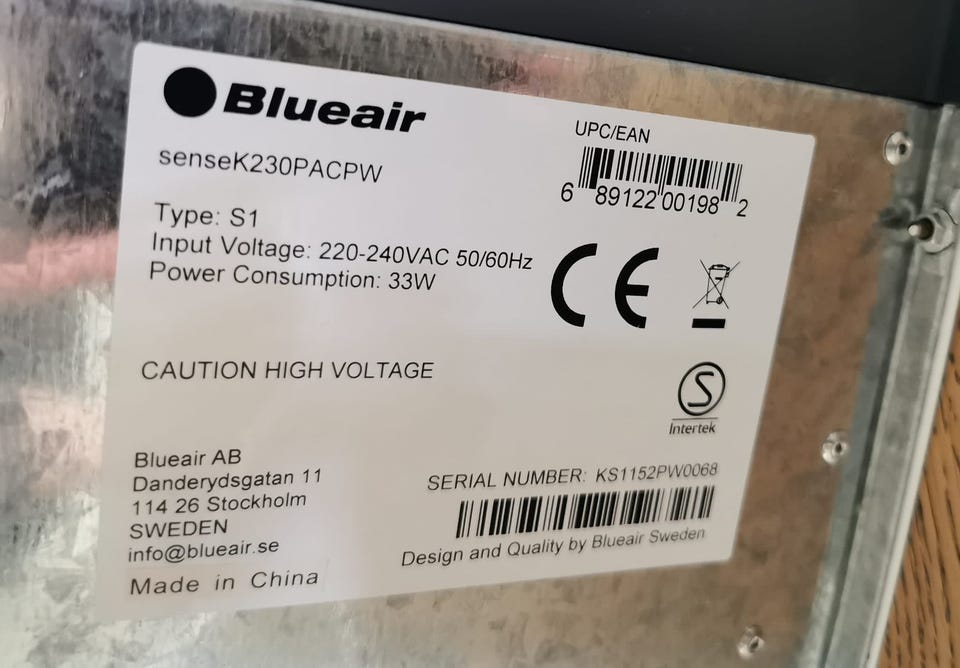 Blueair
senseK230PACPW
Type: S1
Input Voltage: 220-240VAC 50/60Hz
Power Consumption: 33W
UPC/EAN
6 89122 00198 2
CE
CAUTION HIGH VOLTAGE
S
Intertek
Blueair AB
Danderydsgatan 11
114 26 Stockholm
SWEDEN
info@blueair.se
Made in China
SERIAL NUMBER: KS1152PW0068
Design and Quality by Blueair Sweden